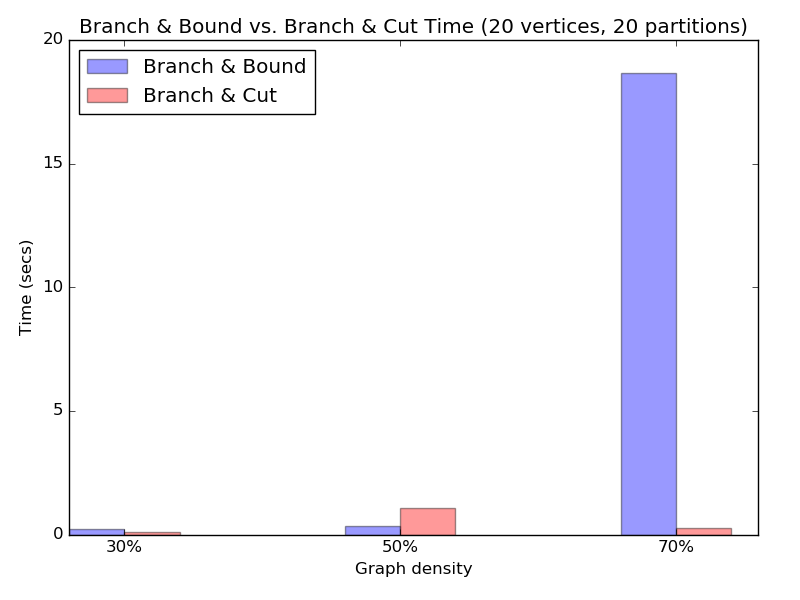 Branch & Bound vs. Branch & Cut Time (20 vertices, 20 partitions)
Branch & Bound
Branch & Cut
Time (secs)
20
15
10
5
0
30%
50%
70%
Graph density